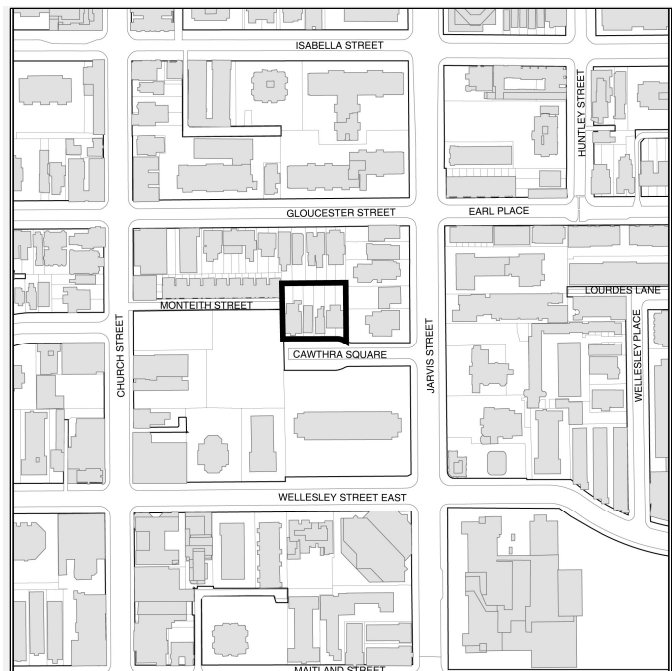 ISABELLA STREET
HUNTLEY STREET
GLOUCESTER STREET
EARL PLACE
LOURDES LANE
MONTEITH STREET
CHURCH STREET
CAWTHRA SQUARE
JARVIS STREET
WELLESLEY PLACE
WELLESLEY STREET EAST
MAITLAND STREET